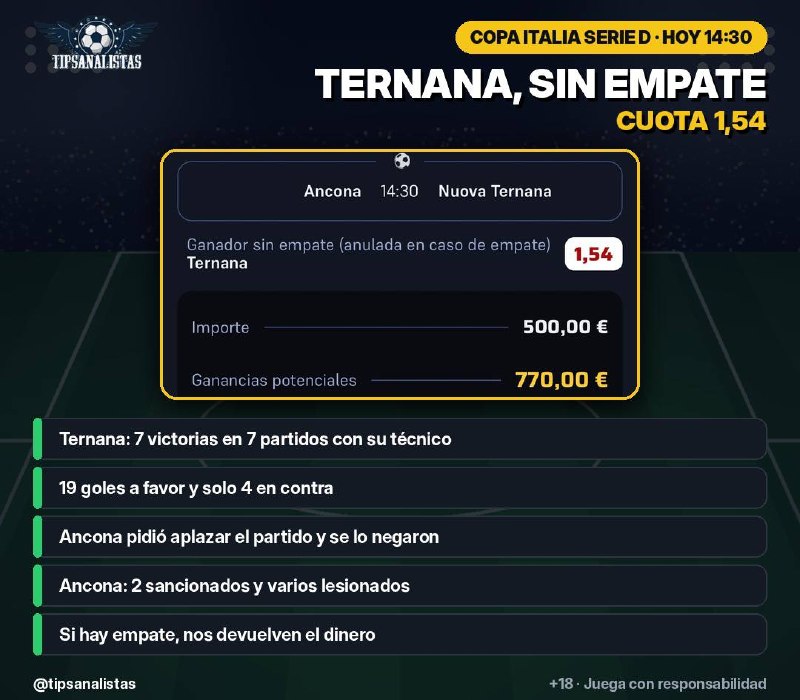 TIPSANALISTAS
COPA ITALIA SERIE D · HOY 14:30
TERNANA, SIN EMPATE
CUOTA 1,54
Ancona 14:30 Nuova Ternana
Ganador sin empate (anulada en caso de empate)
Ternana
1,54
Importe 500,00 €
Ganancias potenciales 770,00 €
Ternana: 7 victorias en 7 partidos con su técnico
19 goles a favor y solo 4 en contra
Ancona pidió aplazar el partido y se lo negaron
Ancona: 2 sancionados y varios lesionados
Si hay empate, nos devuelven el dinero
@tipsanalistas
+18 · Juega con responsabilidad